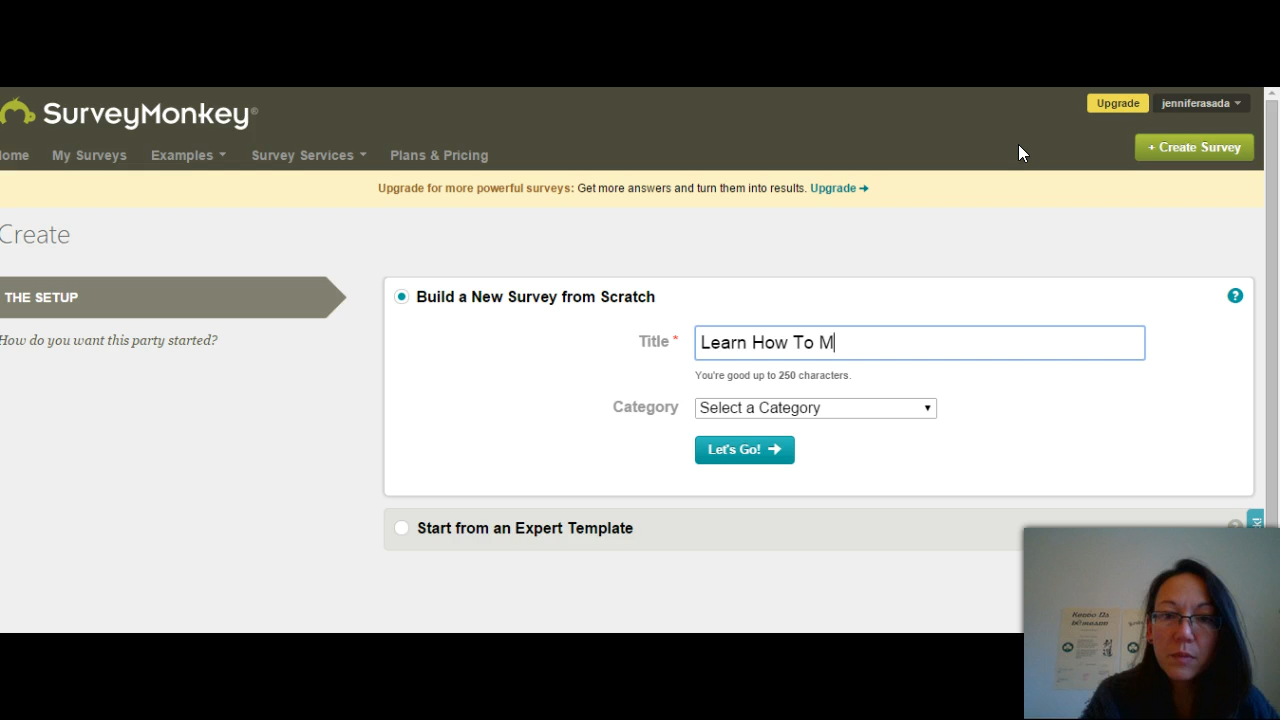 SurveyMonkey®
Upgrade
jenniferasada
ome
My Surveys
Examples
Survey Services
Plans & Pricing
+ Create Survey
Upgrade for more powerful surveys: Get more answers and turn them into results. Upgrade →
Create
THE SETUP
How do you want this party started?
Build a New Survey from Scratch
?
Title *
Learn How To M
You're good up to 250 characters.
Category
Select a Category
Let's Go! →
Start from an Expert Template